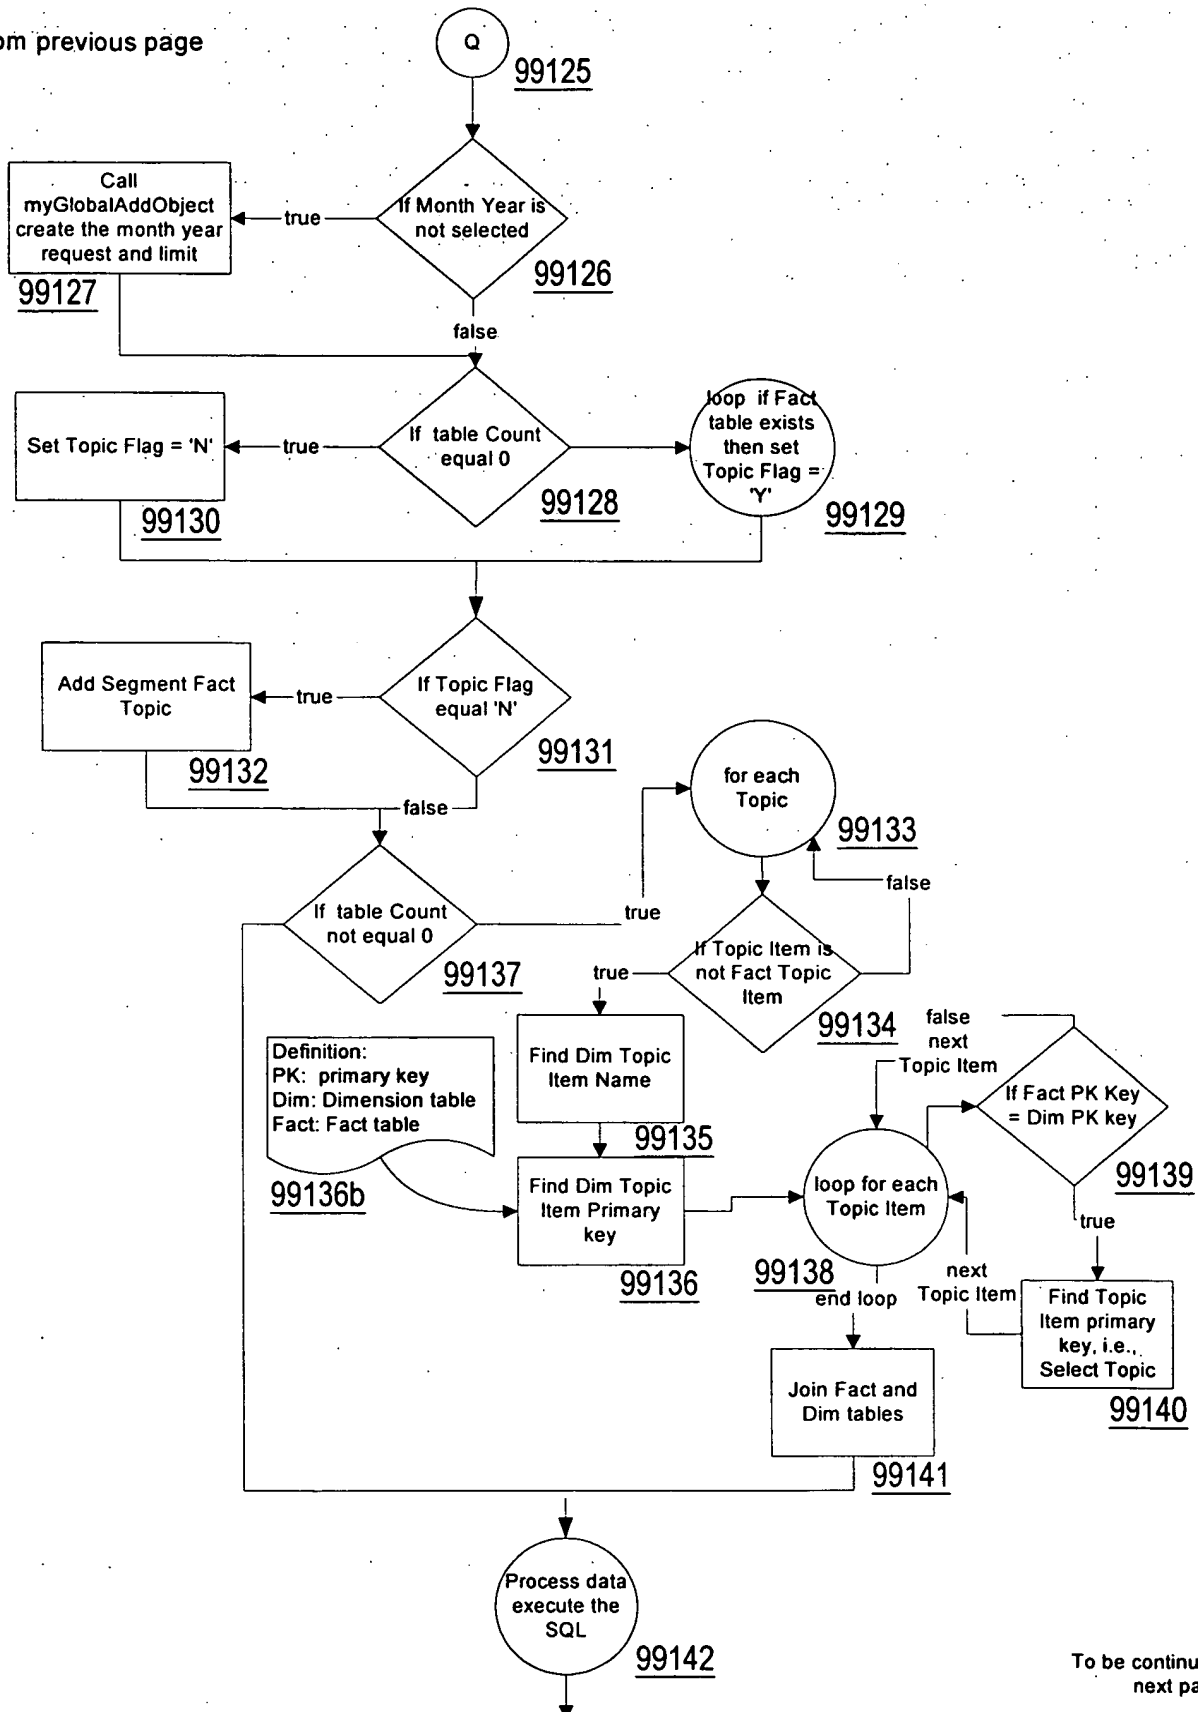 om previous page
Q
99125
If Month Year is
not selected
99126
true
Call
myGlobalAddObject
create the month year
request and limit
99127
false
If table Count
equal 0
99128
true
Set Topic Flag = 'N'
99130
loop if Fact
table exists
then set
Topic Flag =
'Y'
99129
If Topic Flag
equal 'N'
99131
true
Add Segment Fact
Topic
99132
false
If table Count
not equal 0
99137
true
for each
Topic
99133
false
If Topic Item is
not Fact Topic
Item
99134
true
Find Dim Topic
Item Name
99135
Definition:
PK: primary key
Dim: Dimension table
Fact: Fact table
99136b
Find Dim Topic
Item Primary
key
99136
loop for each
Topic Item
99138
false
next
Topic Item
If Fact PK Key
= Dim PK key
99139
true
Find Topic
Item primary
key, i.e.,
Select Topic
99140
next
Topic Item
end loop
Join Fact and
Dim tables
99141
Process data
execute the
SQL
99142
To be continu
next pa